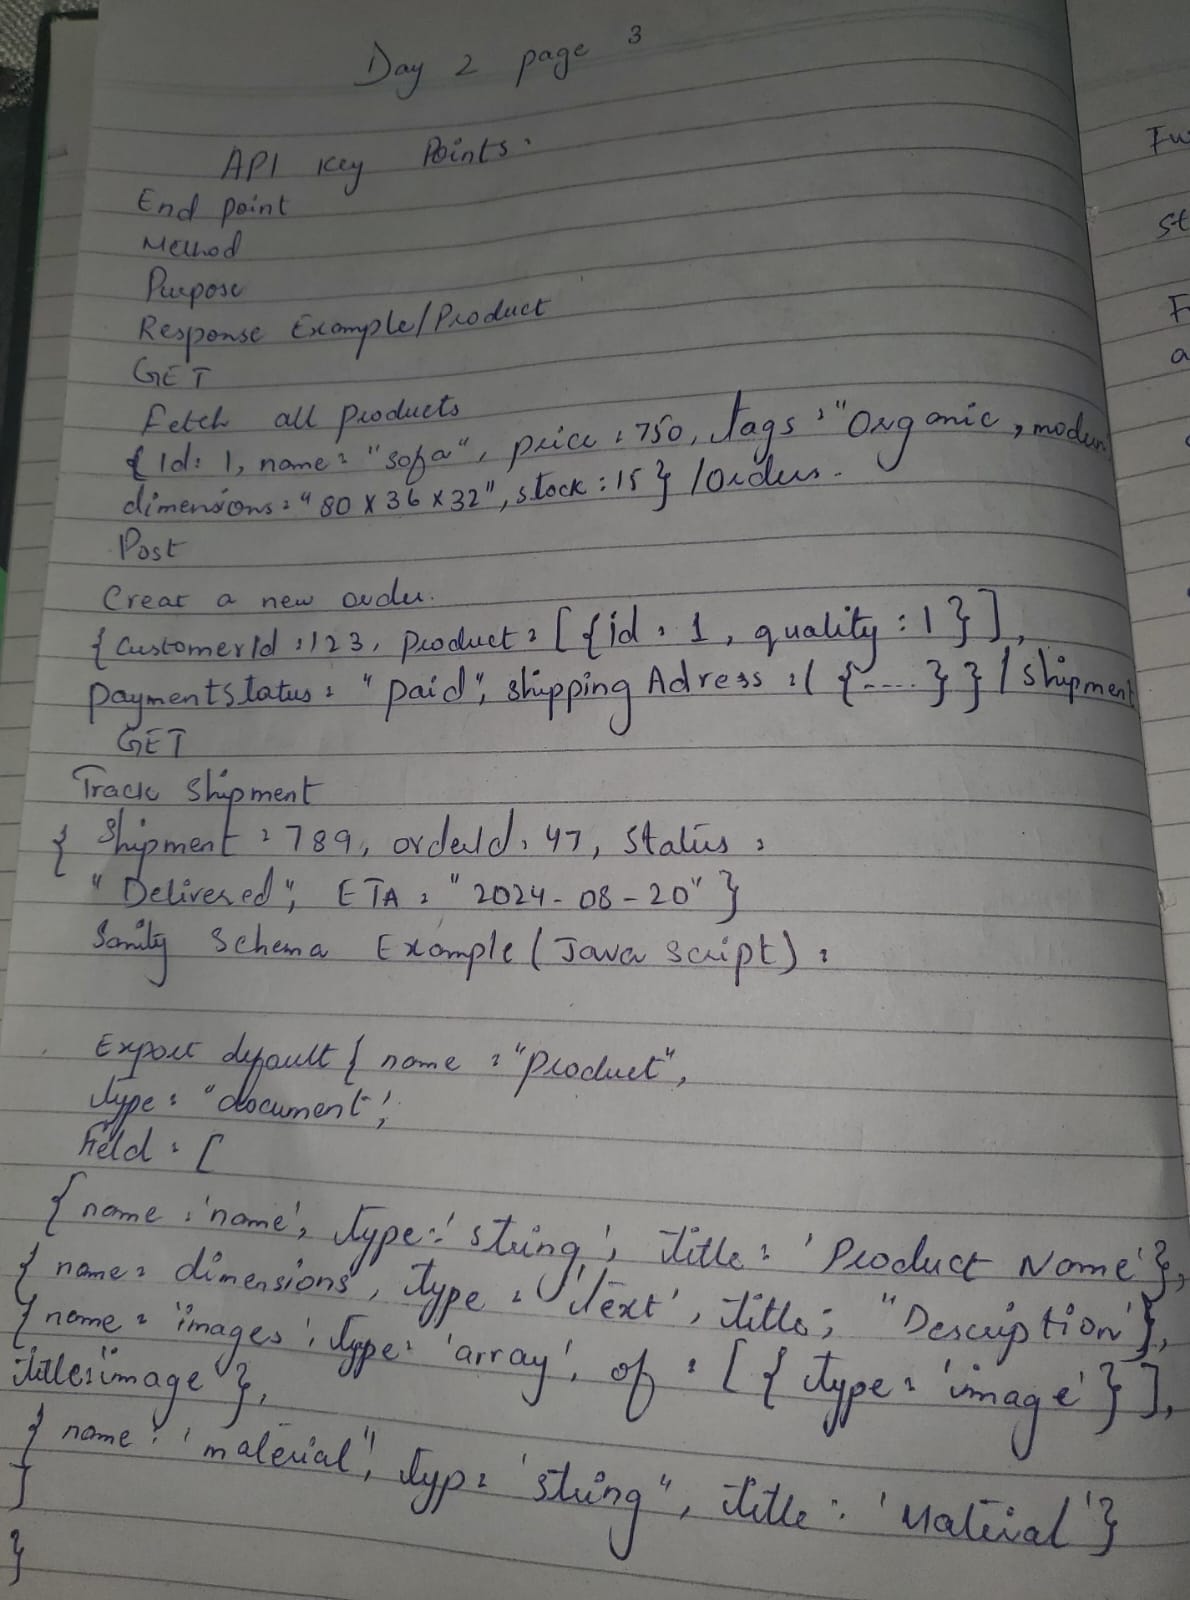 Day 2 page 3
API Key Points:
End point
Method
Purpose
Response Example/Product
GET
Fetch all products
{ Id: 1, name: "sofa", price: 750, tags: "Organic, modern
dimensions: "80 X 36 X 32", stock: 15 } /Orders.
Post
Creat a new order.
{ CustomerId: 123, Product: [{id: 1, quality: 1}],
paymentstatus: "paid", shipping Adress: ( {....} } / shipment
GET
Track Shipment
{ Shipment: 789, orderId: 47, Status:
"Delivered", ETA: "2024-08-20" }
Sanity Schema Example (Java script):
Export default { name: "product",
type: "document',
Field: [
{ name: 'name', type: 'string', title: 'Product Name'},
{ name: dimensions', type: 'Text', title; "Description'},
{ name: 'images', type: 'array', of: [ { type: 'image' } ],
title: "image"},
{ name: 'material", typ: 'string", title: 'Material'}
]
}
Fu
st
F
a